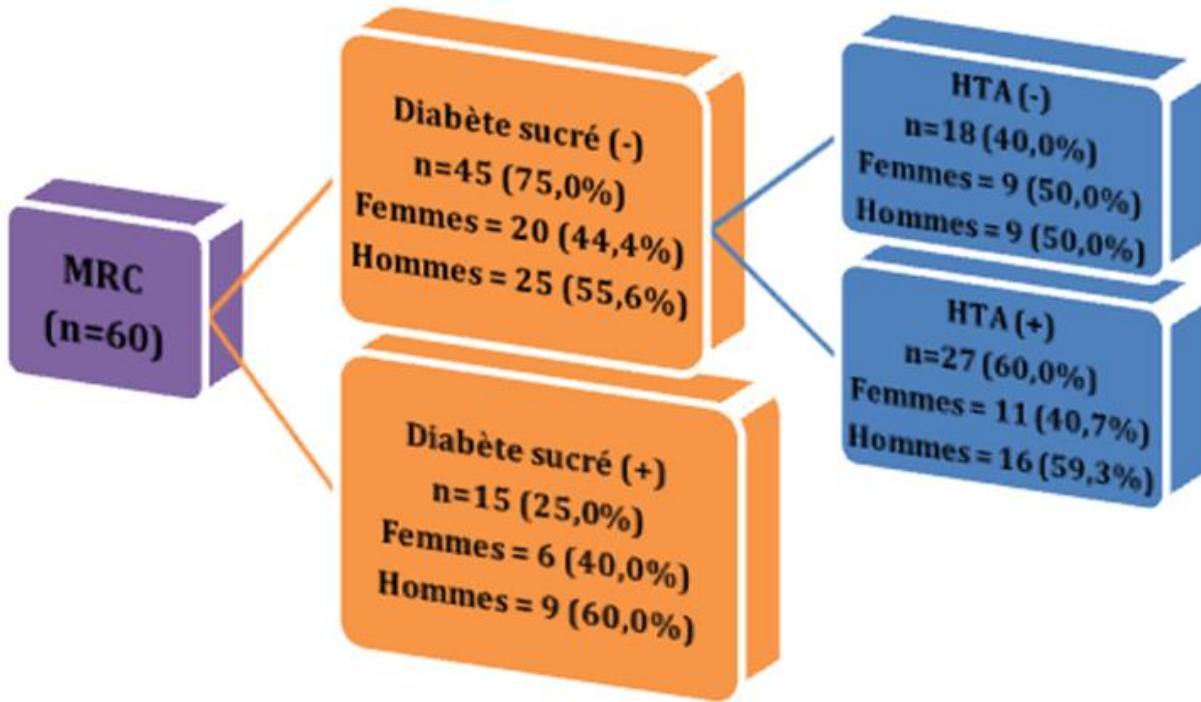 MRC
(n=60)
Diabète sucré (-)
n=45 (75,0%)
Femmes = 20 (44,4%)
Hommes = 25 (55,6%)
Diabète sucré (+)
n=15 (25,0%)
Femmes = 6 (40,0%)
Hommes = 9 (60,0%)
HTA (-)
n=18 (40,0%)
Femmes = 9 (50,0%)
Hommes = 9 (50,0%)
HTA (+)
n=27 (60,0%)
Femmes = 11 (40,7%)
Hommes = 16 (59,3%)